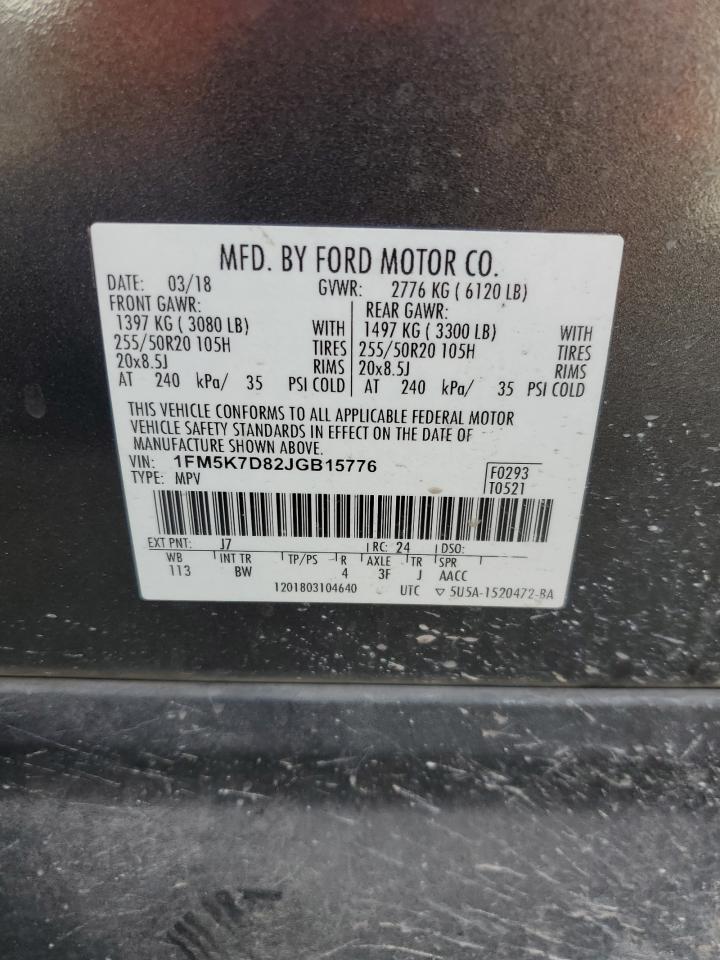 MFD. BY FORD MOTOR CO.
DATE: 03/18 GVWR: 2776 KG ( 6120 LB)
FRONT GAWR: REAR GAWR:
1397 KG ( 3080 LB) WITH 1497 KG ( 3300 LB) WITH
255/50R20 105H TIRES 255/50R20 105H TIRES
20x8.5J RIMS 20x8.5J RIMS
AT 240 kPa/ 35 PSI COLD AT 240 kPa/ 35 PSI COLD
THIS VEHICLE CONFORMS TO ALL APPLICABLE FEDERAL MOTOR
VEHICLE SAFETY STANDARDS IN EFFECT ON THE DATE OF
MANUFACTURE SHOWN ABOVE.
VIN: 1FM5K7D82JGB15776 F0293
TYPE: MPV T0521
EXT PNT: J7 RC: 24 DSO:
WB INT TR TP/PS R AXLE TR SPR
113 BW 4 3F J AACC
1201803104640 UTC ▽ 5U5A-1520472-BA